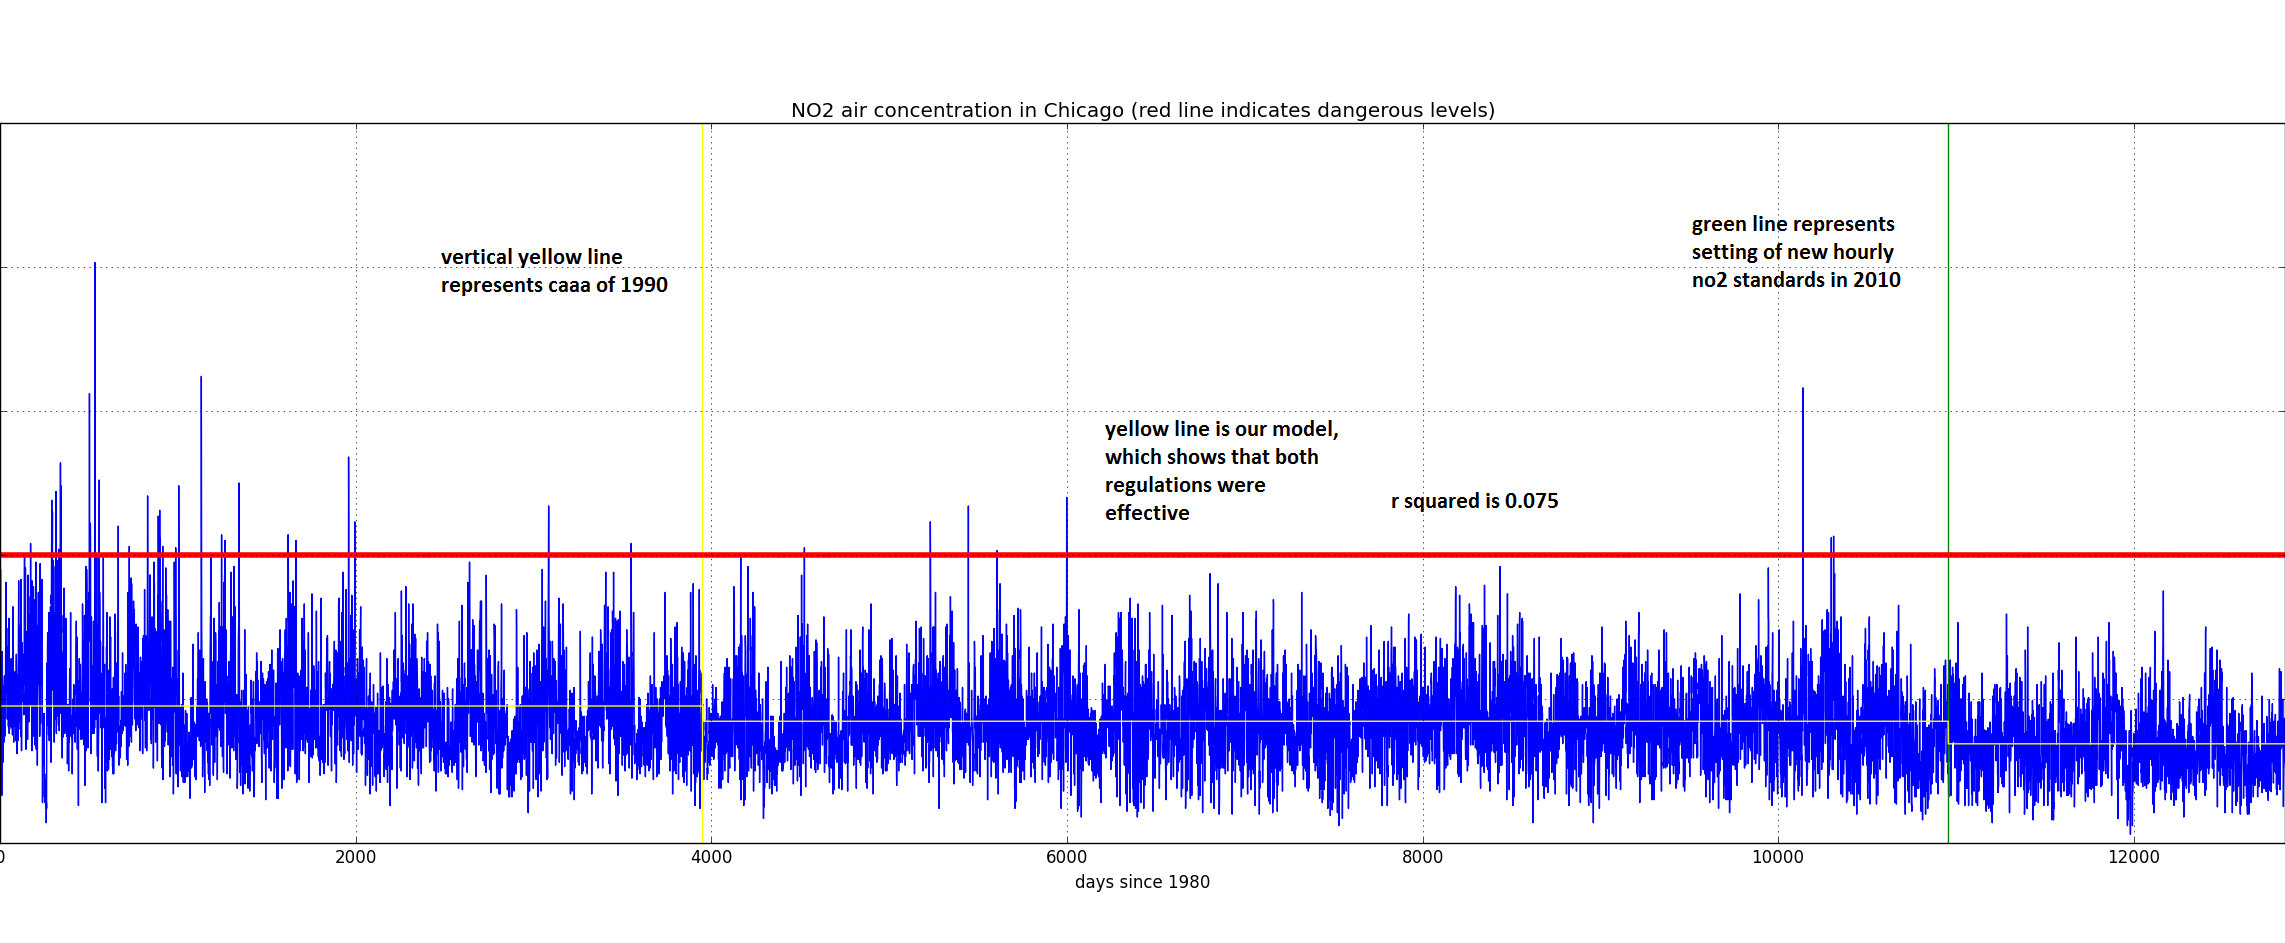 NO2 air concentration in Chicago (red line indicates dangerous levels)
green line represents
setting of new hourly
no2 standards in 2010
vertical yellow line
represents caaa of 1990
yellow line is our model,
which shows that both
regulations were
effective
r squared is 0.075
0
2000
4000
6000
8000
10000
12000
days since 1980